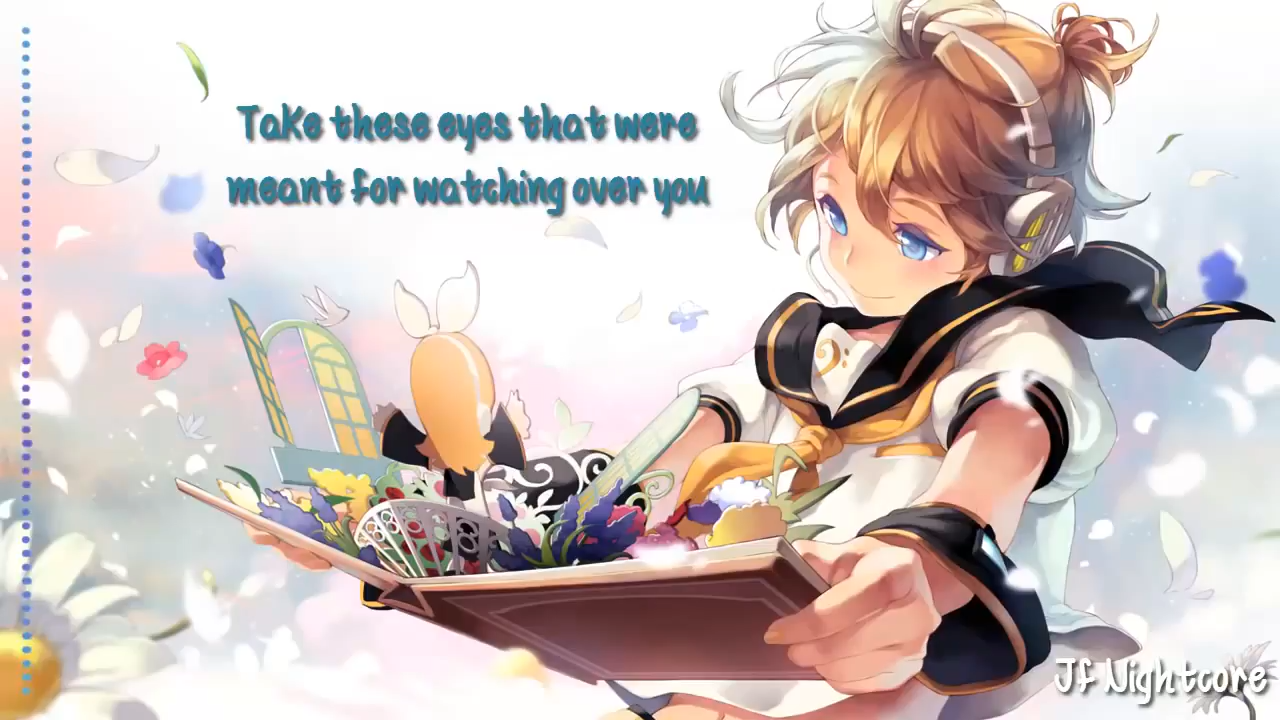 Take these eyes that were
meant for watching over you
Jf Nightcore